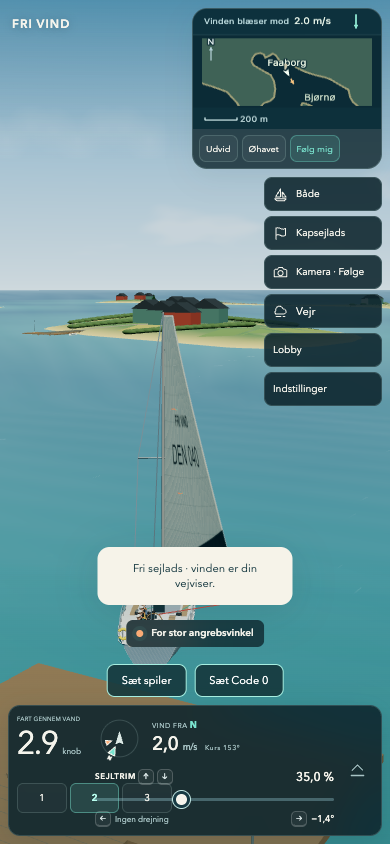 FRI VIND
Vinden blæser mod 2.0 m/s
N
Faaborg
Bjørnø
200 m
Udvid
Øhavet
Følg mig
Både
Kapsejlads
Kamera · Følge
Vejr
Lobby
Indstillinger
FRI VIND
DEN 040
Fri sejlads · vinden er din
vejviser.
For stor angrebsvinkel
Sæt spiler
Sæt Code 0
FART GENNEM VAND
2.9 knob
VIND FRA N
2,0 m/s Kurs 153°
SEJLTRIM ↑ ↓
35,0 %
1 2 3
← Ingen drejning
→ −1,4°